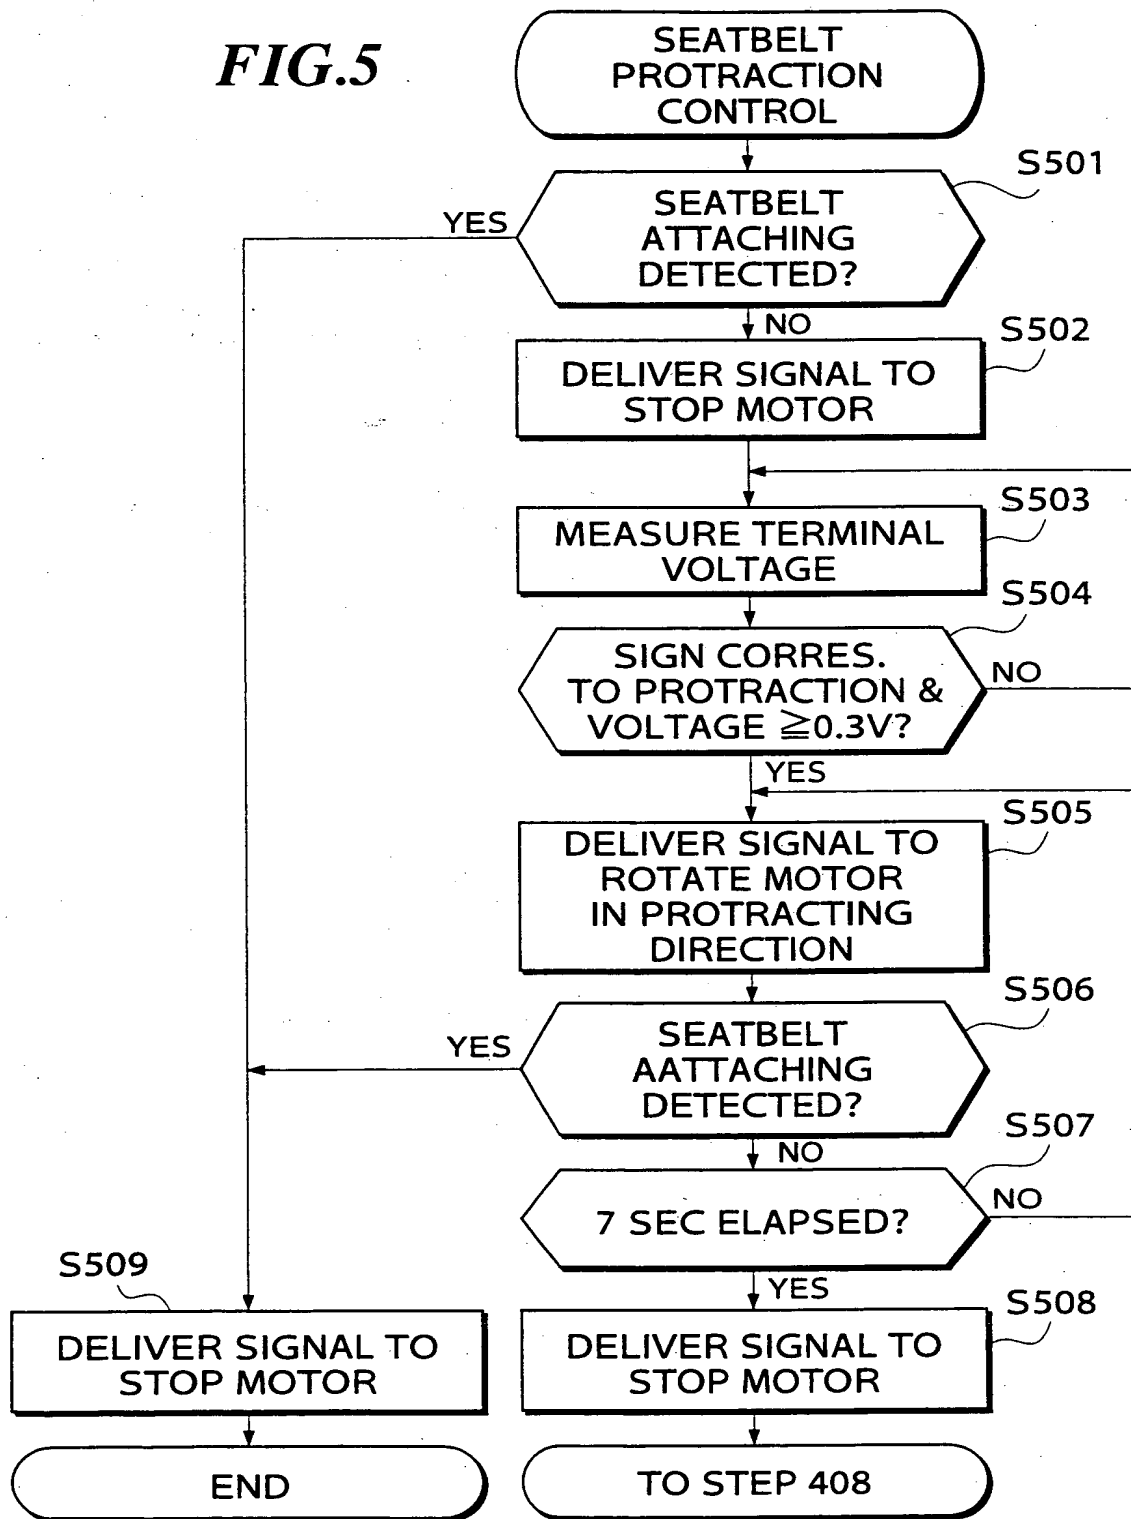 FIG.5
SEATBELT
PROTRACTION
CONTROL
S501
SEATBELT
ATTACHING
DETECTED?
YES
NO
S502
DELIVER SIGNAL TO
STOP MOTOR
S503
MEASURE TERMINAL
VOLTAGE
S504
SIGN CORRES.
TO PROTRACTION &
VOLTAGE ≧0.3V?
NO
YES
S505
DELIVER SIGNAL TO
ROTATE MOTOR
IN PROTRACTING
DIRECTION
S506
SEATBELT
AATTACHING
DETECTED?
YES
NO
S507
7 SEC ELAPSED?
NO
YES
S509
DELIVER SIGNAL TO
STOP MOTOR
S508
DELIVER SIGNAL TO
STOP MOTOR
END
TO STEP 408